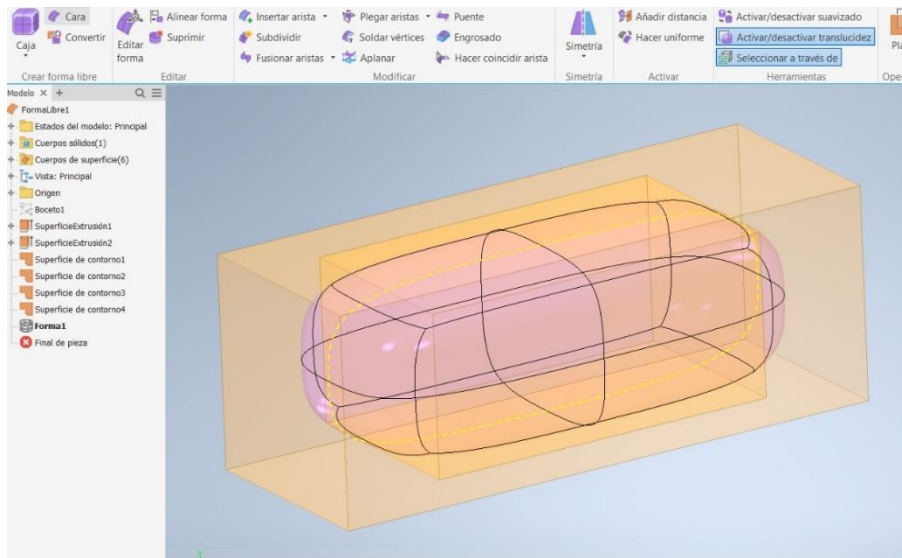 Cara
Alinear forma
Insertar arista
Plegar aristas
Puente
Añadir distancia
Activar/desactivar suavizado
Convertir
Suprimir
Subdividir
Soldar vértices
Engrosado
Hacer uniforme
Activar/desactivar translucidez
Caja
Editar forma
Fusionar aristas
Aplanar
Hacer coincidir arista
Simetría
Seleccionar a través de
Crear forma libre
Editar
Modificar
Simetría
Activar
Herramientas
Modelo × +
FormaLibre1
Estados del modelo: Principal
Cuerpos sólidos(1)
Cuerpos de superficie(6)
Vista: Principal
Origen
Boceto1
SuperficieExtrusión1
SuperficieExtrusión2
Superficie de contorno1
Superficie de contorno2
Superficie de contorno3
Superficie de contorno4
Forma1
Final de pieza